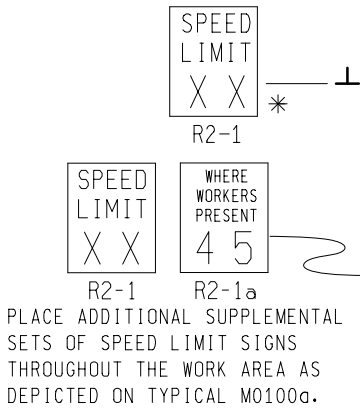 SPEED
LIMIT
X X
*
R2-1
SPEED
LIMIT
X X
R2-1
WHERE
WORKERS
PRESENT
4 5
R2-1a
PLACE ADDITIONAL SUPPLEMENTAL
SETS OF SPEED LIMIT SIGNS
THROUGHOUT THE WORK AREA AS
DEPICTED ON TYPICAL M0100a.